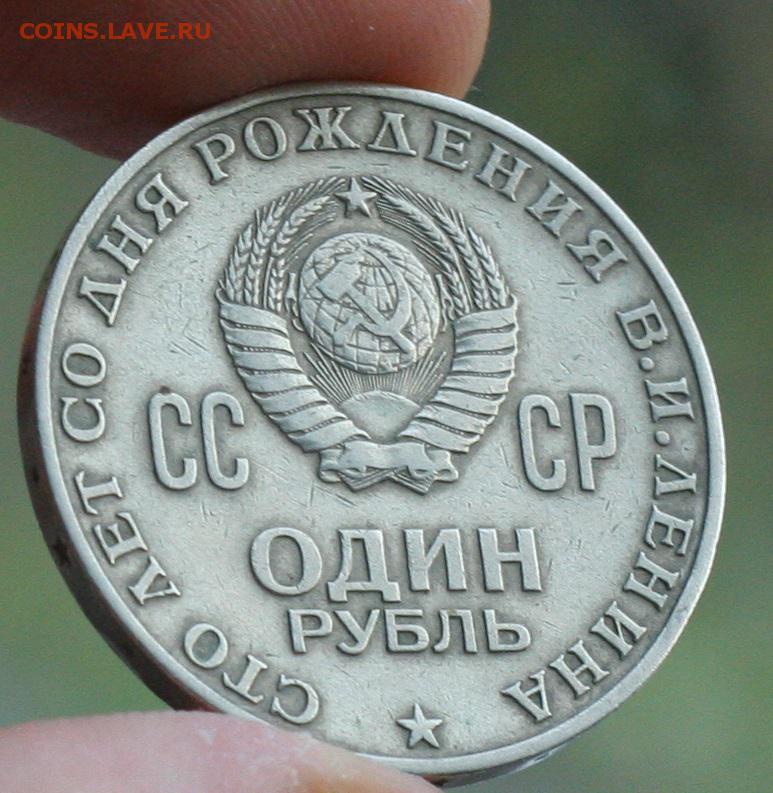 COINS.LAVE.RU
СТО ЛЕТ СО ДНЯ РОЖДЕНИЯ В.И.ЛЕНИНА
СС СР
ОДИН
РУБЛЬ